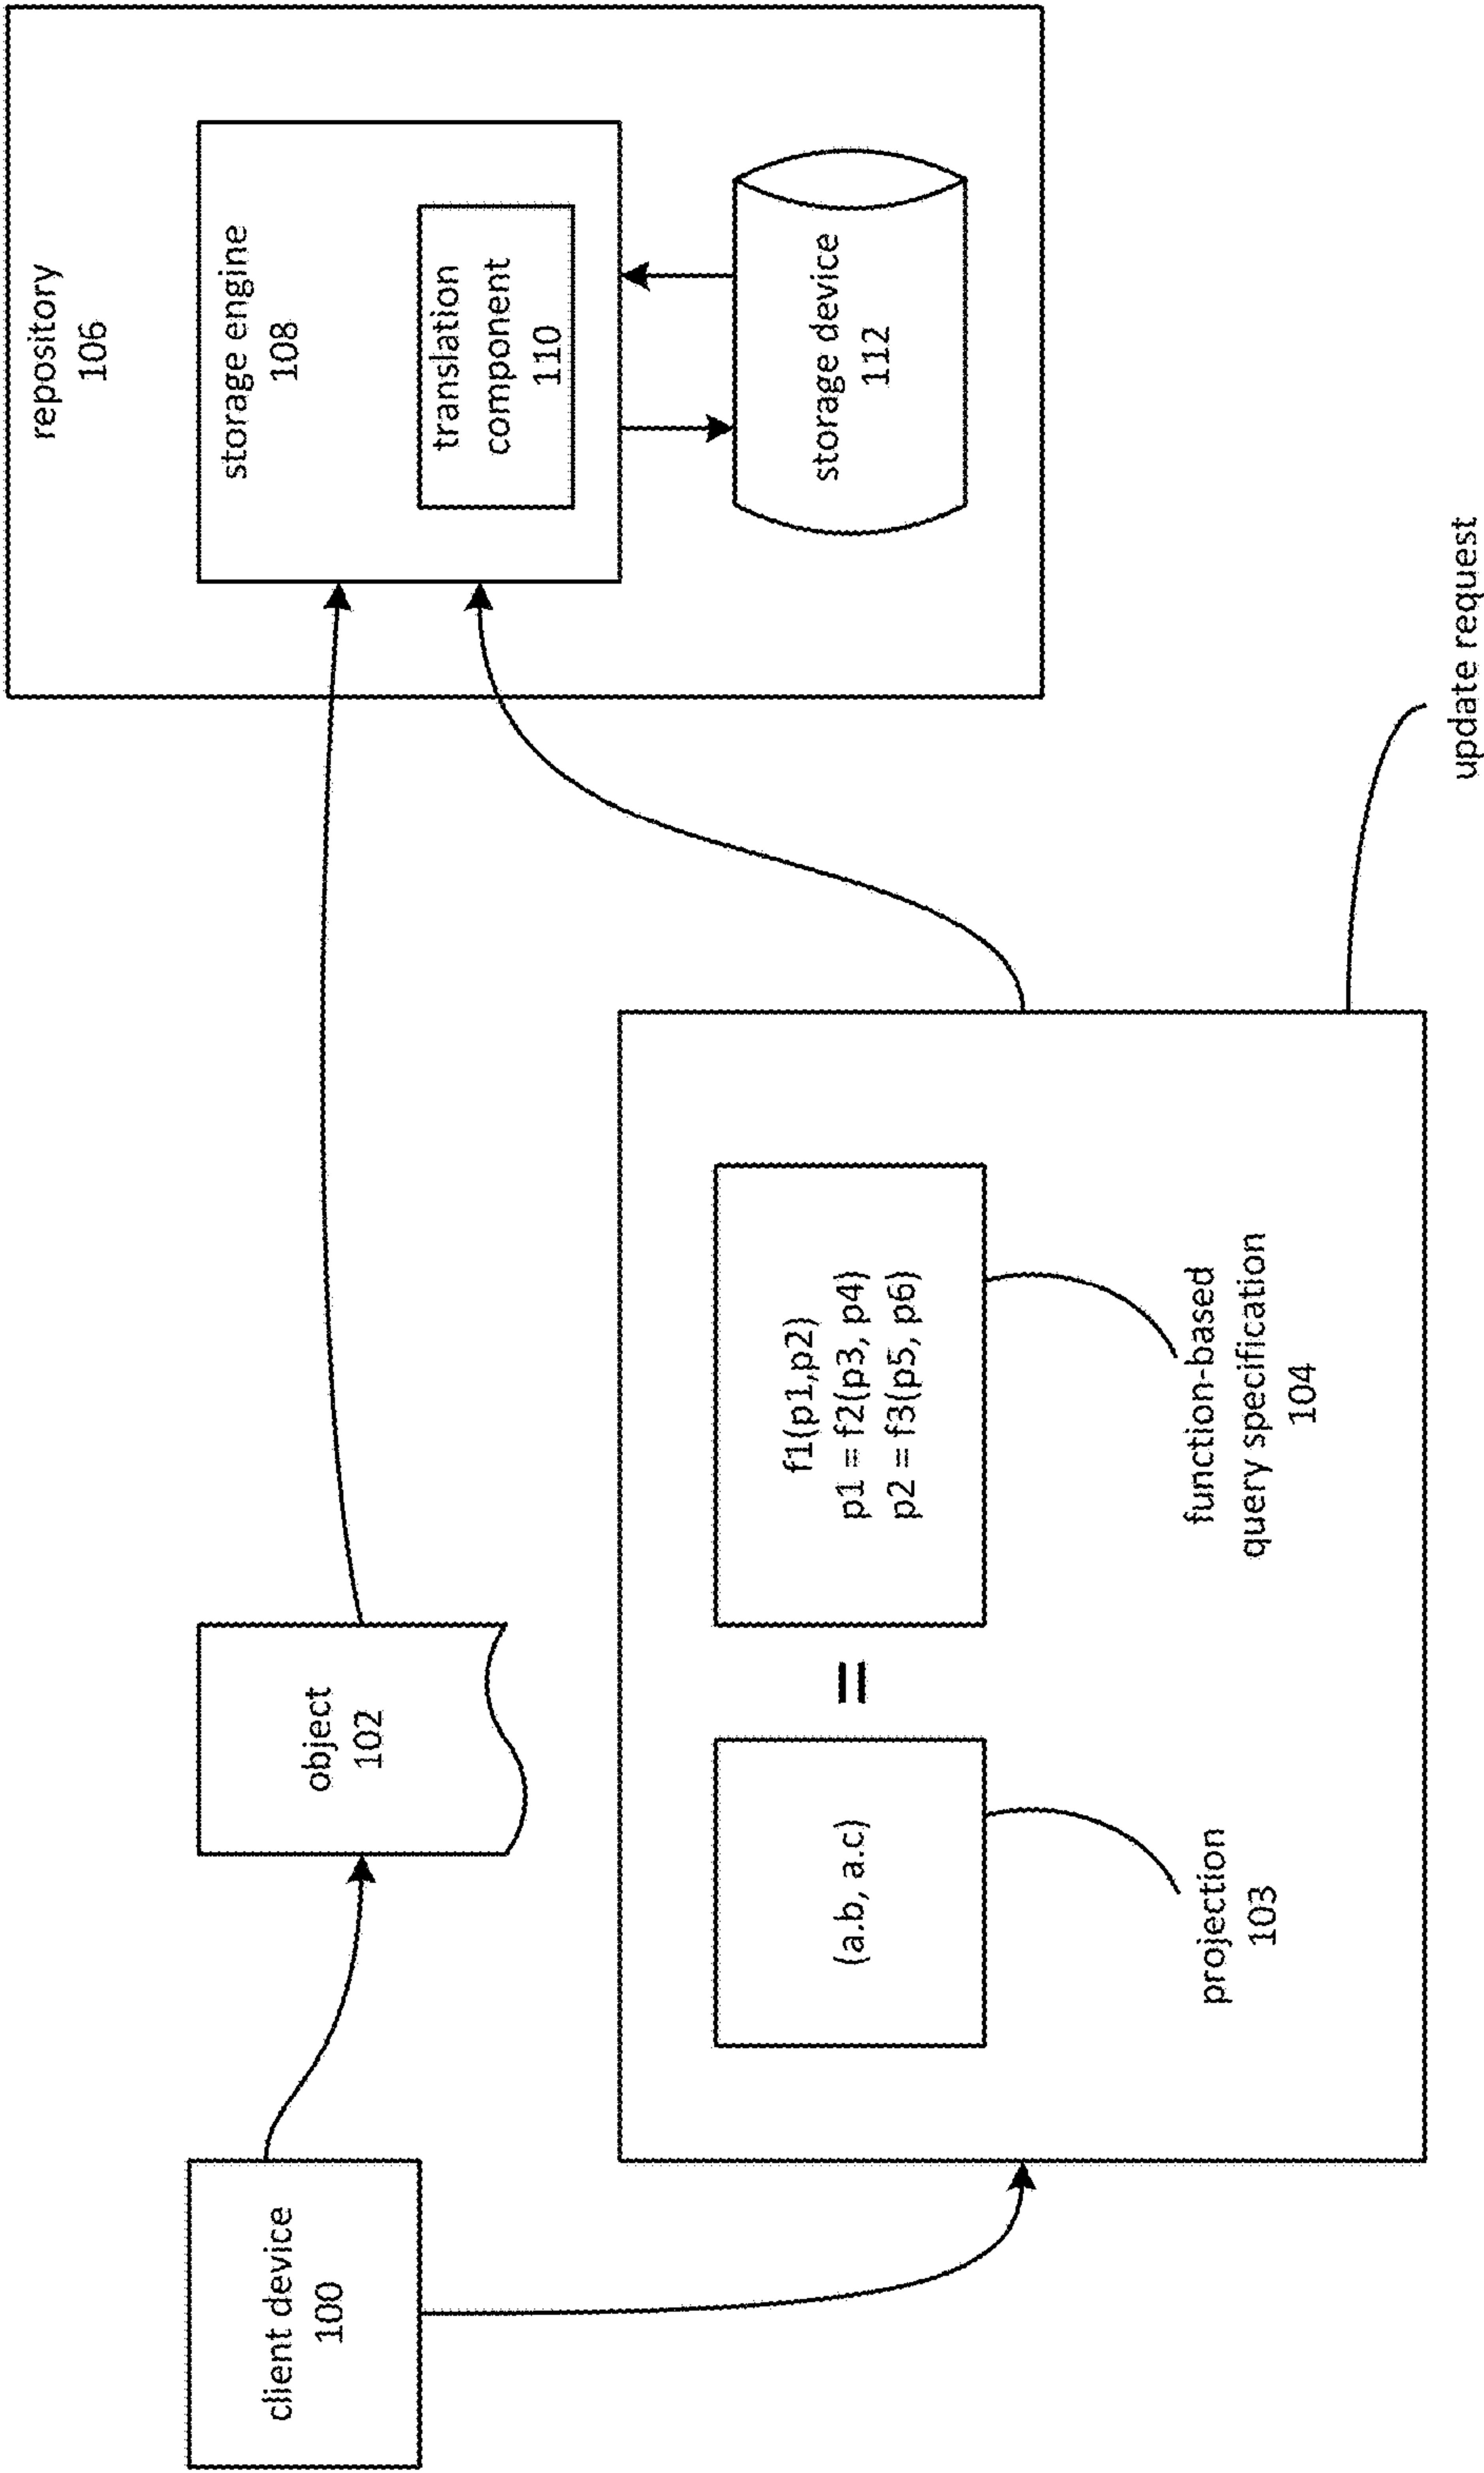 client device
100
object
102
(a.b, a.c)
=
f1(p1,p2)
p1 = f2(p3, p4)
p2 = f3(p5, p6)
projection
103
function-based
query specification
104
update request
repository
106
storage engine
108
translation
component
110
storage device
112